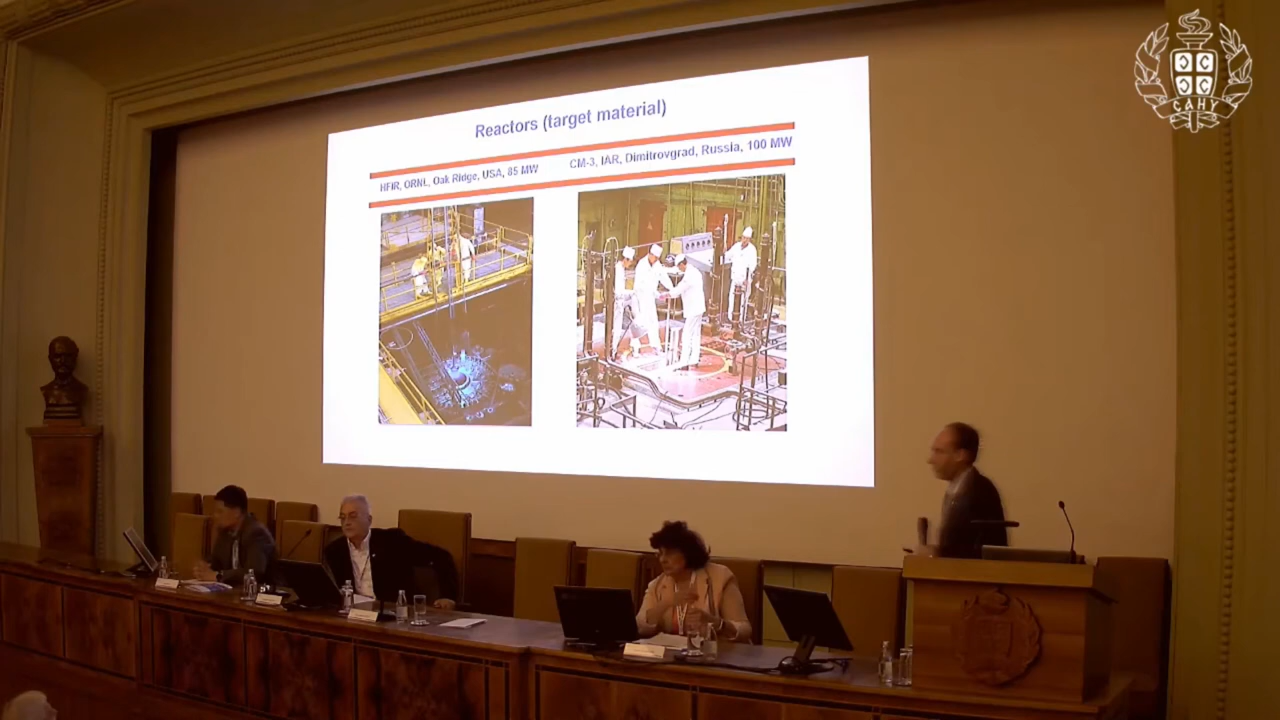 Reactors (target material)
HFIR, ORNL, Oak Ridge, USA, 85 MW
CM-3, IAR, Dimitrovgrad, Russia, 100 MW
САНУ